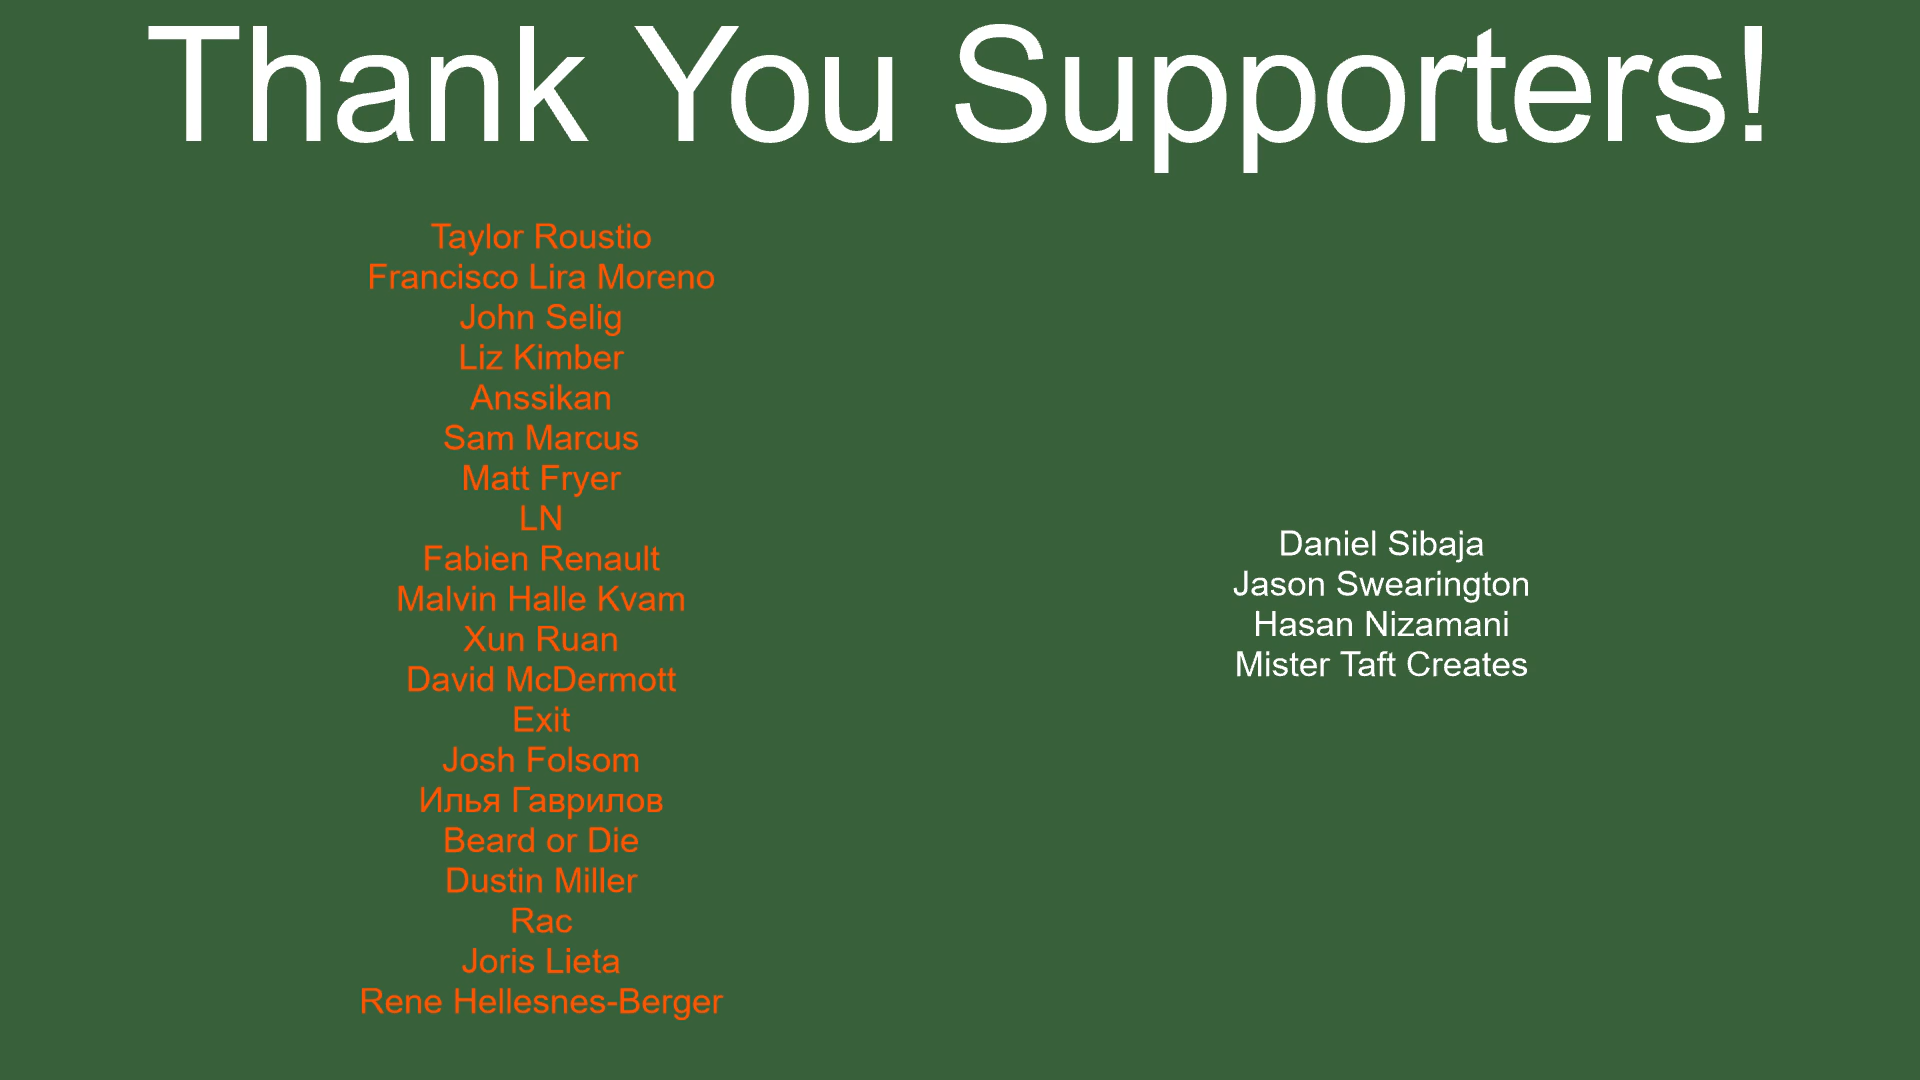 Thank You Supporters!
Taylor Roustio
Francisco Lira Moreno
John Selig
Liz Kimber
Anssikan
Sam Marcus
Matt Fryer
LN
Fabien Renault
Malvin Halle Kvam
Xun Ruan
David McDermott
Exit
Josh Folsom
Илья Гаврилов
Beard or Die
Dustin Miller
Rac
Joris Lieta
Rene Hellesnes-Berger
Daniel Sibaja
Jason Swearington
Hasan Nizamani
Mister Taft Creates